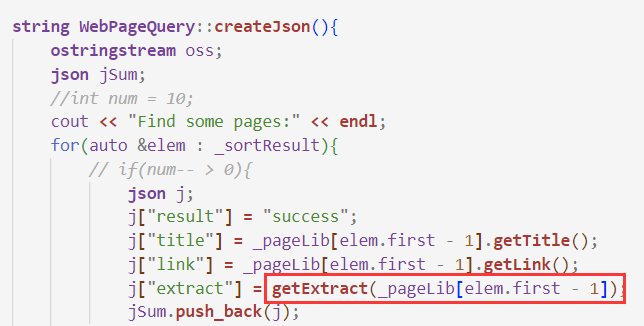 string WebPageQuery::createJson(){
ostringstream oss;
json jSum;
//int num = 10;
cout << "Find some pages:" << endl;
for(auto &elem : _sortResult){
// if(num-- > 0){
json j;
j["result"] = "success";
j["title"] = _pageLib[elem.first - 1].getTitle();
j["link"] = _pageLib[elem.first - 1].getLink();
j["extract"] = getExtract(_pageLib[elem.first - 1]);
jSum.push_back(j);